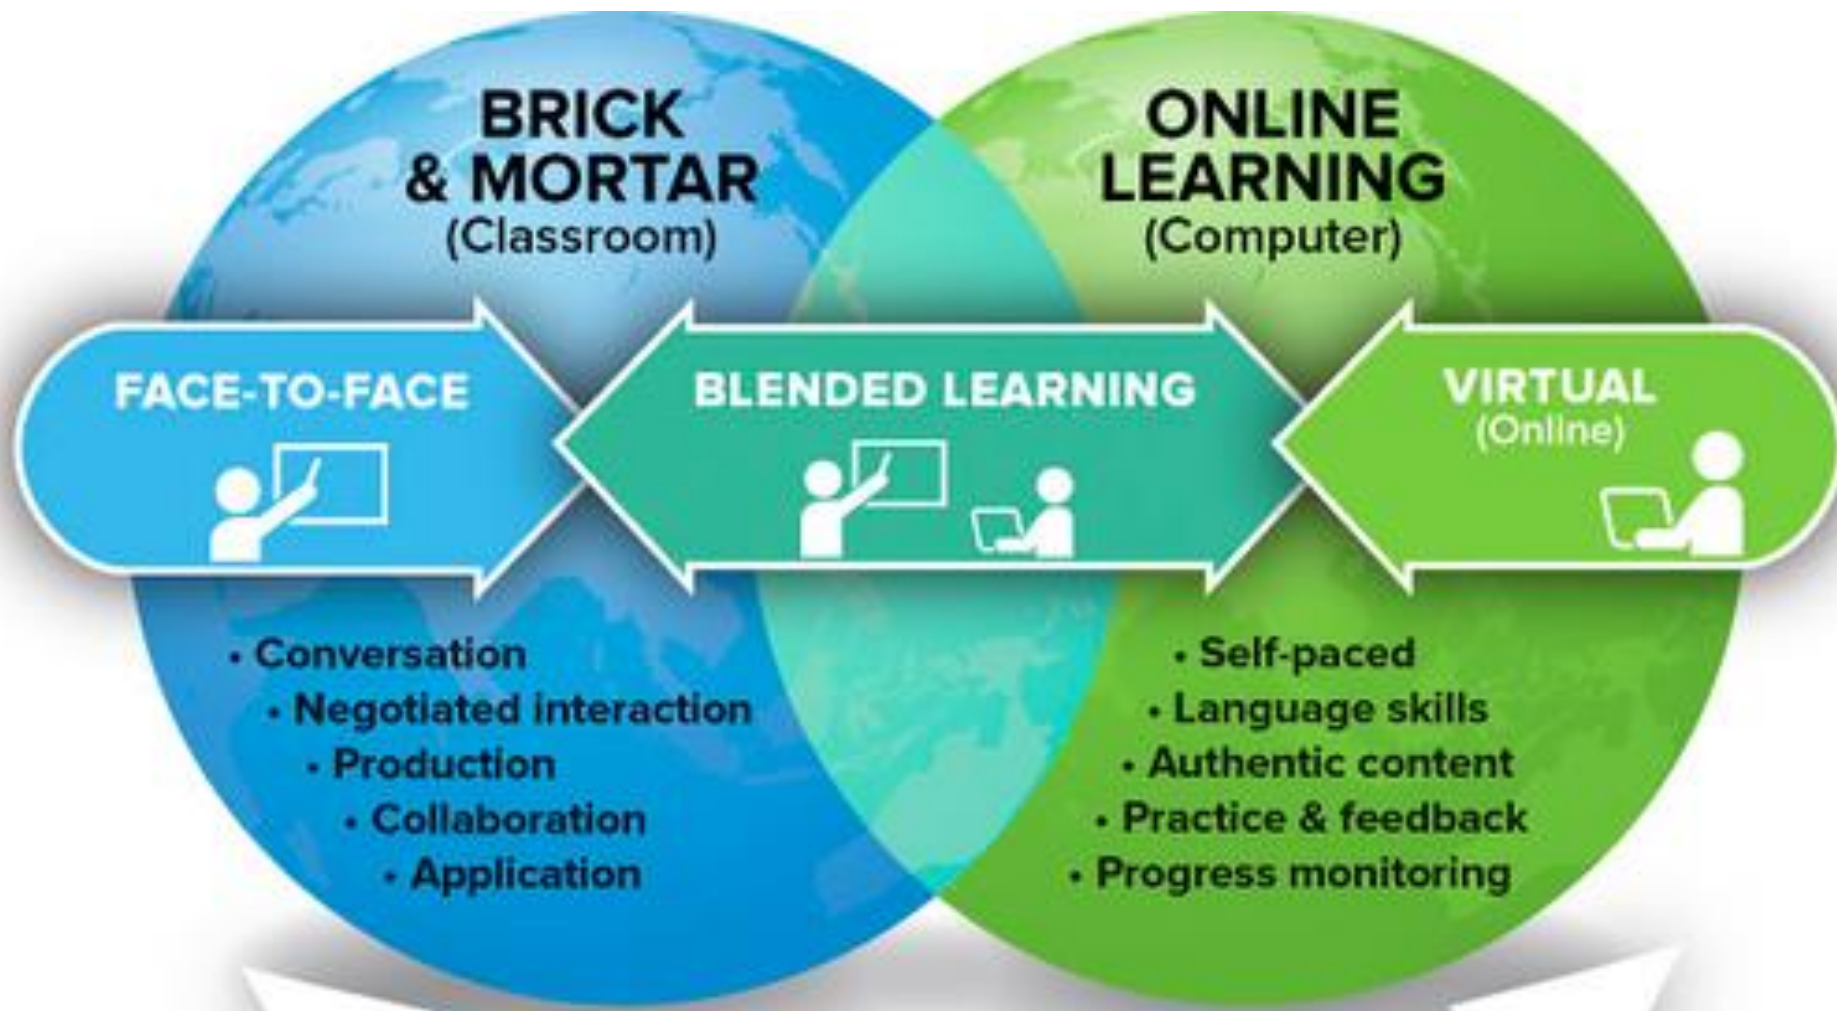 BRICK
& MORTAR
(Classroom)
ONLINE
LEARNING
(Computer)
FACE-TO-FACE
BLENDED LEARNING
VIRTUAL
(Online)
• Conversation
• Negotiated interaction
• Production
• Collaboration
• Application
• Self-paced
• Language skills
• Authentic content
• Practice & feedback
• Progress monitoring